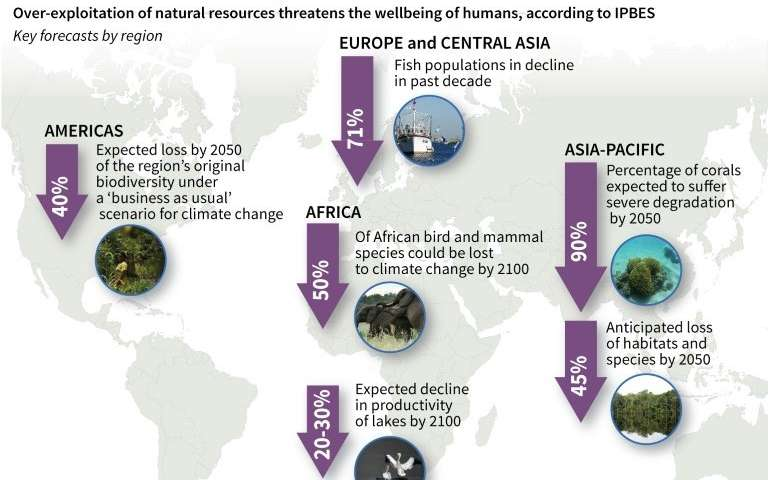 Over-exploitation of natural resources threatens the wellbeing of humans, according to IPBES
Key forecasts by region
EUROPE and CENTRAL ASIA
71%
Fish populations in decline
in past decade
AMERICAS
40%
Expected loss by 2050
of the region's original
biodiversity under
a 'business as usual'
scenario for climate change
AFRICA
50%
Of African bird and mammal
species could be lost
to climate change by 2100
20-30%
Expected decline
in productivity
of lakes by 2100
ASIA-PACIFIC
90%
Percentage of corals
expected to suffer
severe degradation
by 2050
45%
Anticipated loss
of habitats and
species by 2050